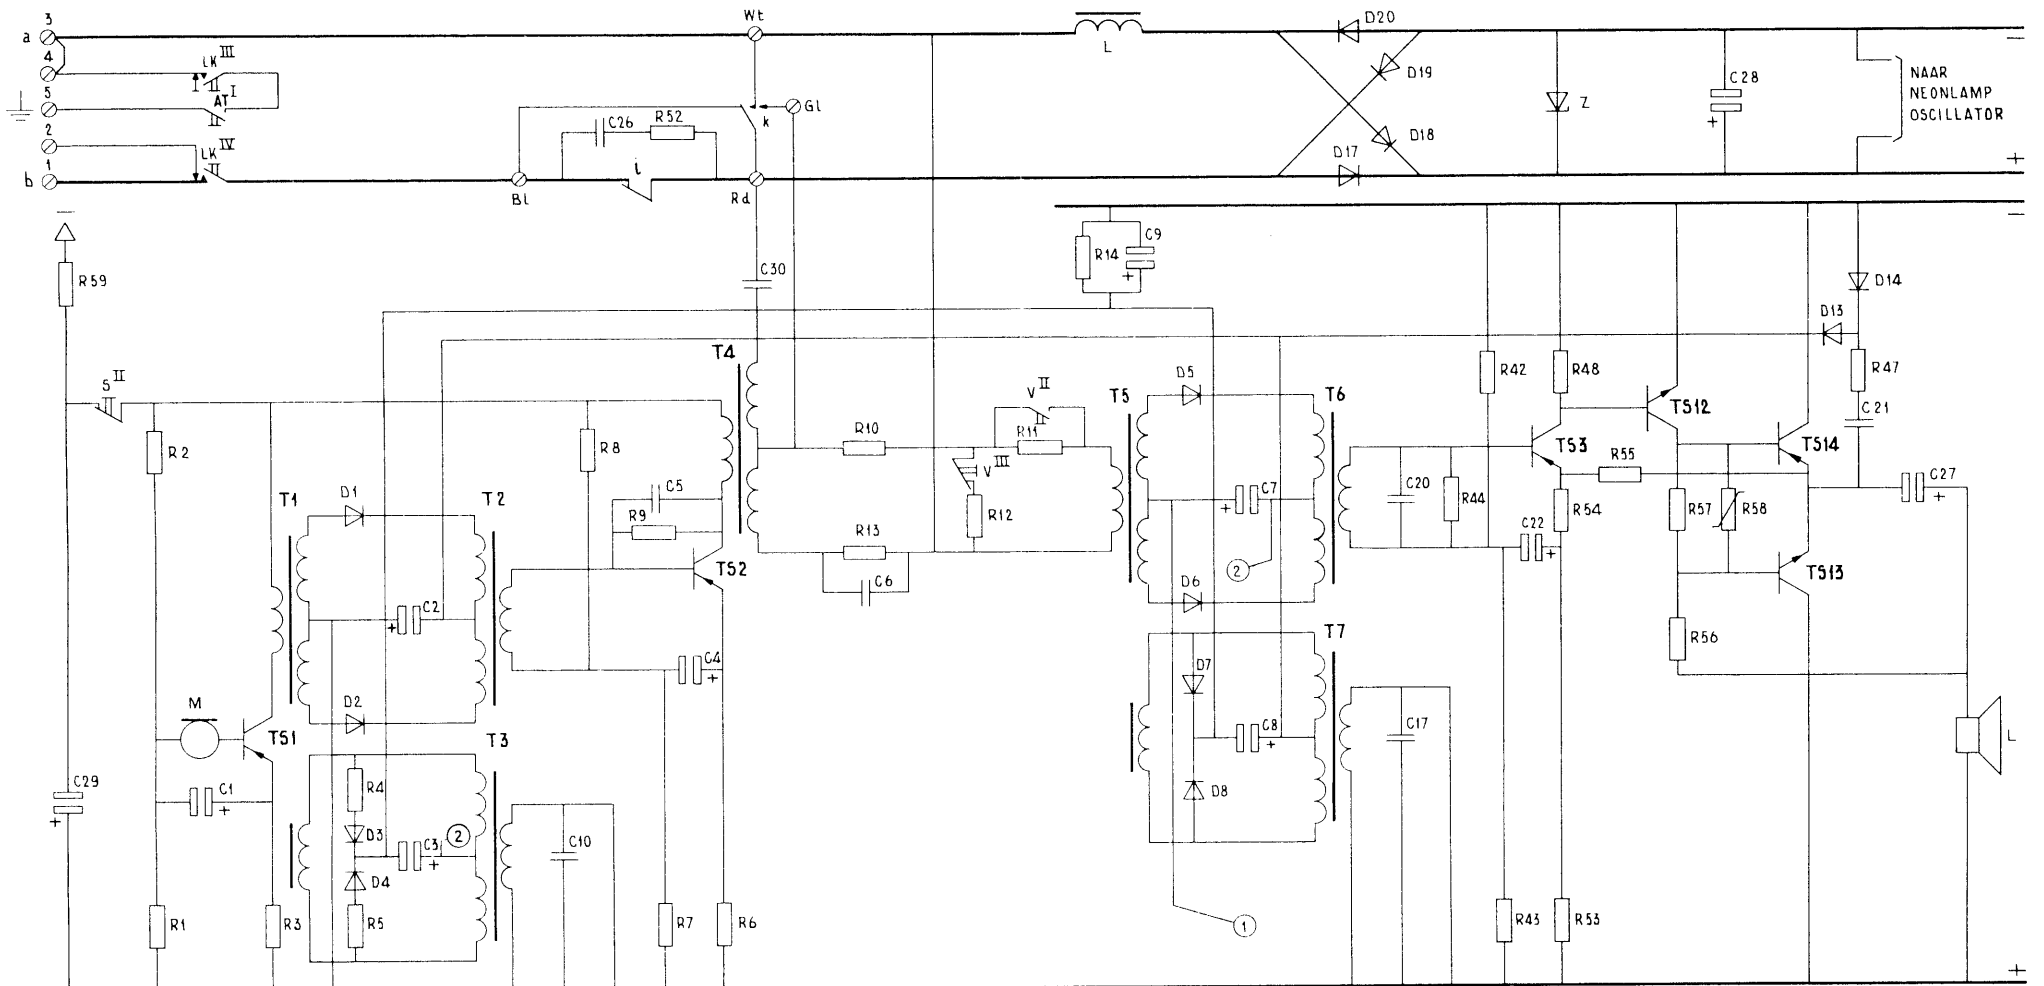 3 Wt D20
a L
4 LK III D19
5 AT I Gl C28 NAAR
NEONLAMP
OSCILLATOR
2 C26 R52 k D18 Z
LK IV +
1 D17
b i +
Bl Rd
−
R59 C30 R14 C9
+
D14
D13
T4
S II V II D5 R42 R48 R47
T5 T6 TS12 C21
R2 R8 R10 R11 TS3 TS14
V III R55
T1 D1 T2 C5 C7 C20 R44 C27
+ +
R9 R12 R54 R57 R58
R13 C22
+
TS2 C6 2 D6 TS13
C2
+
T7 R56
C4
+
D7
D2
M
TS1 T3 C8 C17 L
+
C29 C1 R4 D8
+ +
D3 C3 2 C10
+
D4
R1 R3 R5 R7 R6 1 R43 R53
+